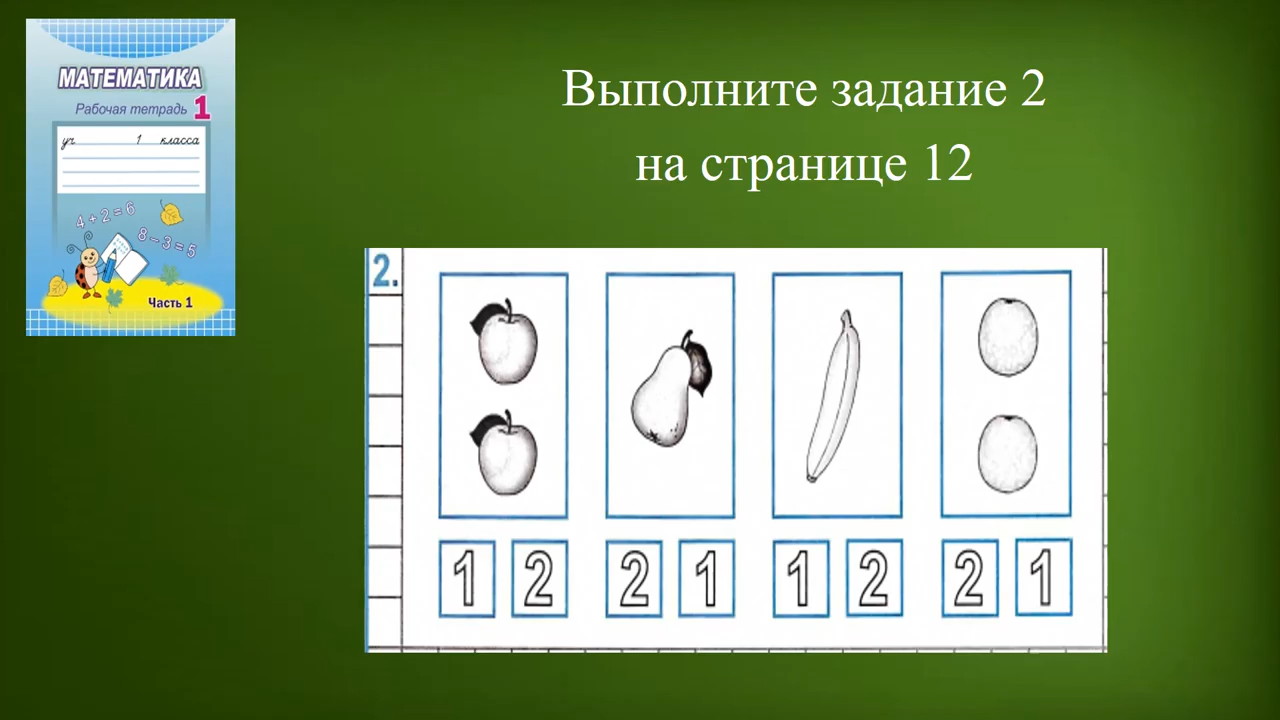 МАТЕМАТИКА
Рабочая тетрадь 1
уч 1 класса
4+2=6
8-3=5
Часть 1
Выполните задание 2
на странице 12
2.
1 2 2 1 1 2 2 1